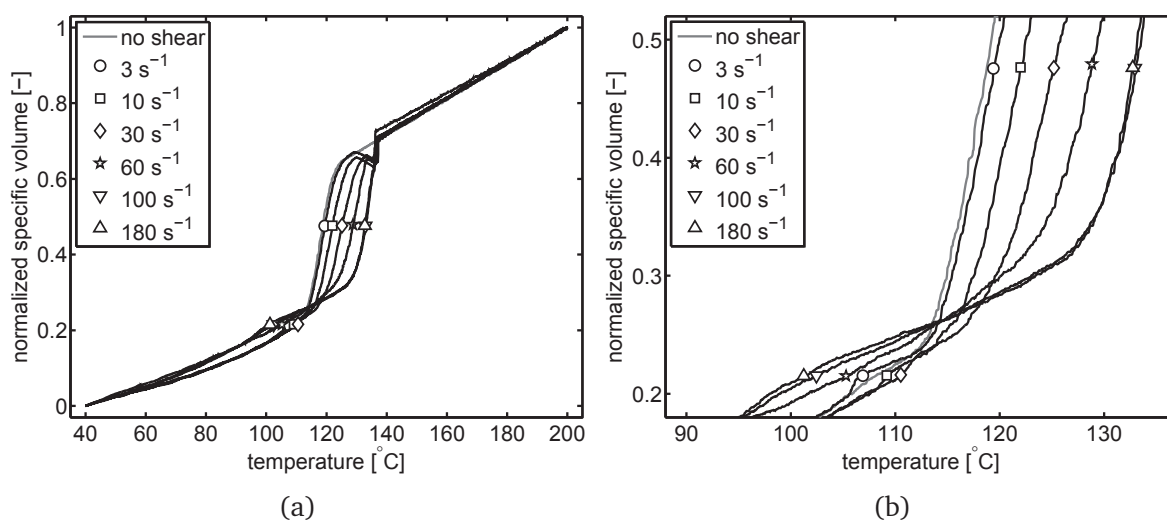 no shear
3 s⁻¹
10 s⁻¹
30 s⁻¹
60 s⁻¹
100 s⁻¹
180 s⁻¹
normalized specific volume [−]
1
0.8
0.6
0.4
0.2
0
40 60 80 100 120 140 160 180 200
temperature [°C]
(a)
no shear
3 s⁻¹
10 s⁻¹
30 s⁻¹
60 s⁻¹
100 s⁻¹
180 s⁻¹
normalized specific volume [−]
0.5
0.4
0.3
0.2
90 100 110 120 130
temperature [°C]
(b)